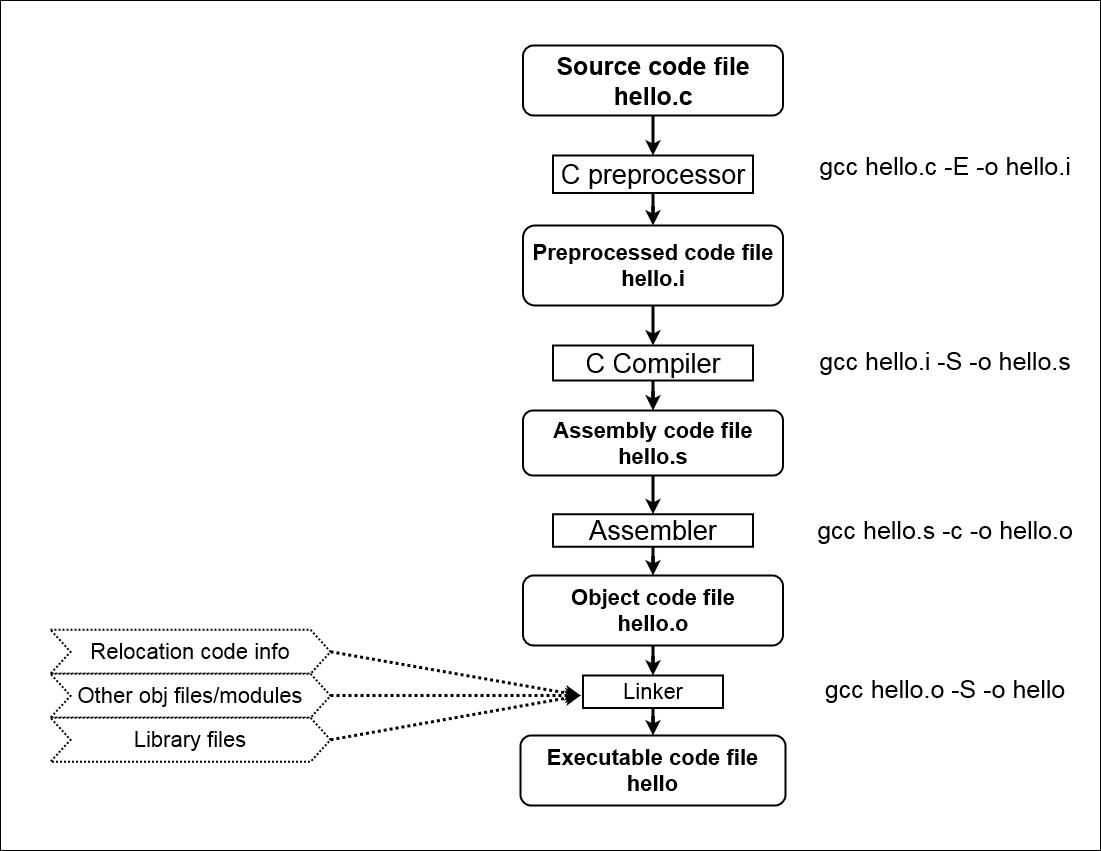 Source code file
hello.c
C preprocessor
gcc hello.c -E -o hello.i
Preprocessed code file
hello.i
C Compiler
gcc hello.i -S -o hello.s
Assembly code file
hello.s
Assembler
gcc hello.s -c -o hello.o
Object code file
hello.o
Relocation code info
Other obj files/modules
Library files
Linker
gcc hello.o -S -o hello
Executable code file
hello